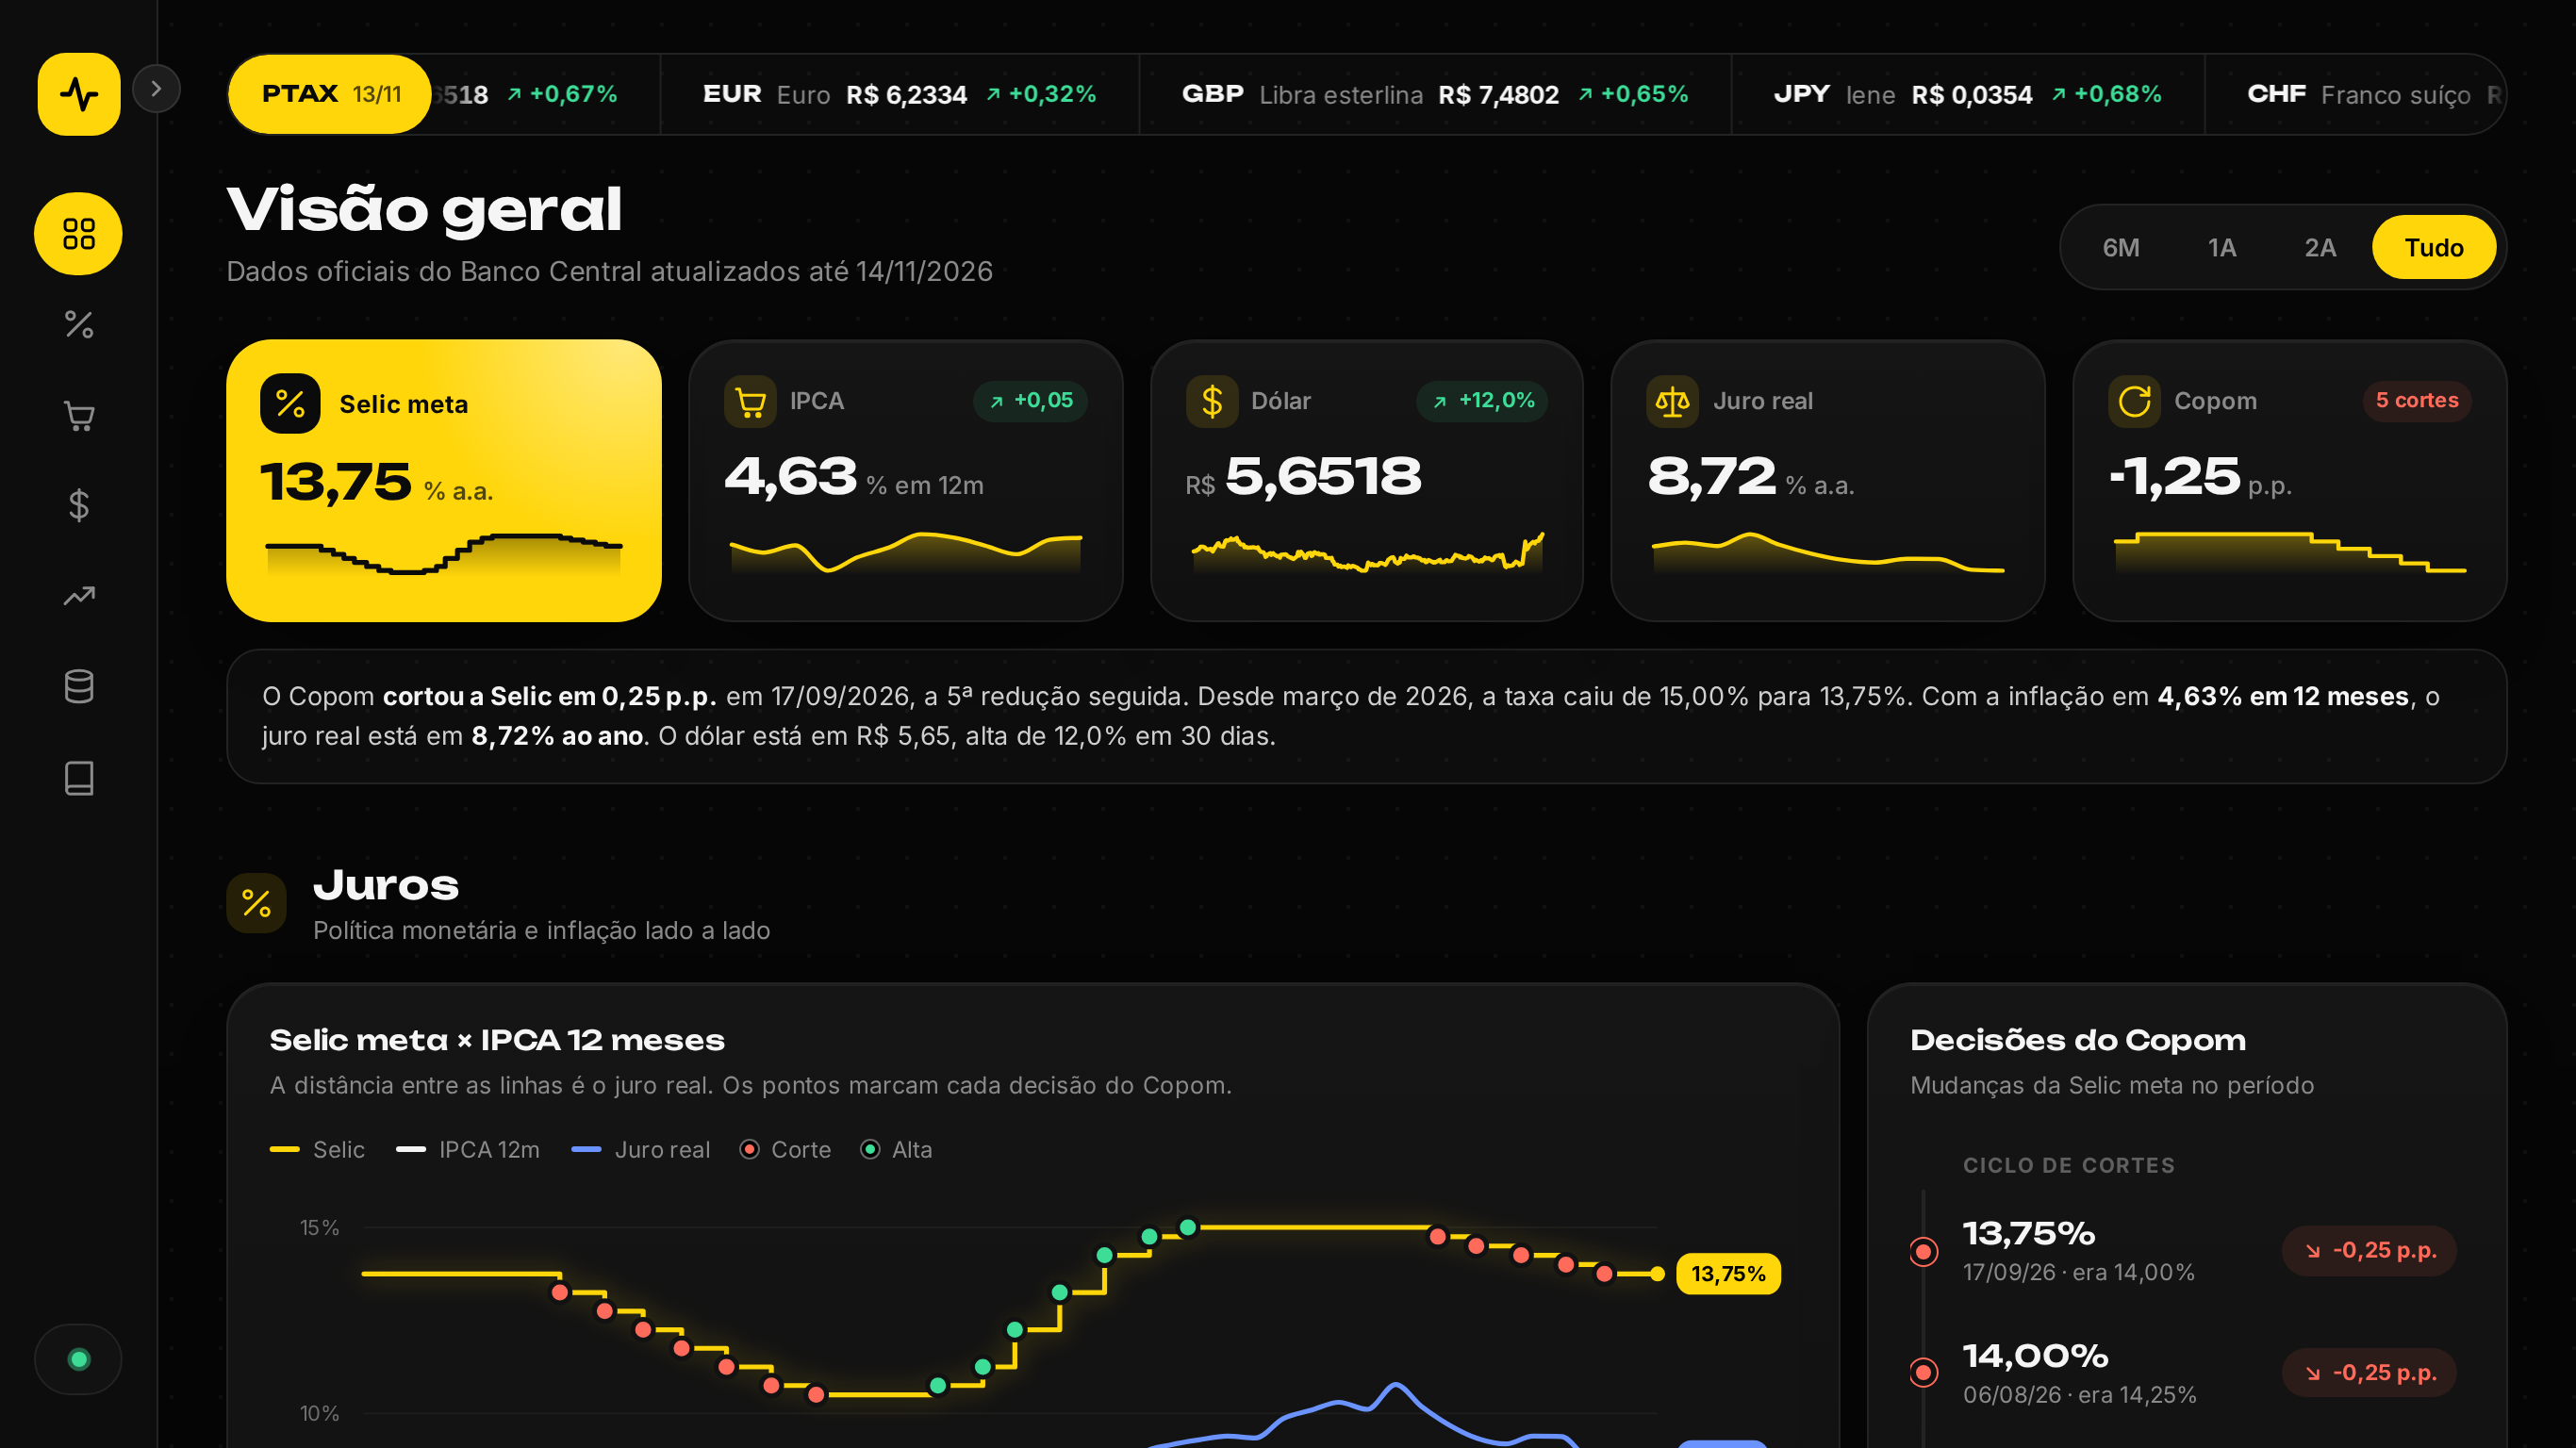 PTAX 13/11 6518 +0,67% EUR Euro R$ 6,2334 +0,32% GBP Libra esterlina R$ 7,4802 +0,65% JPY Iene R$ 0,0354 +0,68% CHF Franco suíço R
Visão geral
Dados oficiais do Banco Central atualizados até 14/11/2026
6M 1A 2A Tudo
Selic meta
13,75 % a.a.
IPCA +0,05
4,63 % em 12m
Dólar +12,0%
R$ 5,6518
Juro real
8,72 % a.a.
Copom 5 cortes
-1,25 p.p.
O Copom cortou a Selic em 0,25 p.p. em 17/09/2026, a 5ª redução seguida. Desde março de 2026, a taxa caiu de 15,00% para 13,75%. Com a inflação em 4,63% em 12 meses, o
juro real está em 8,72% ao ano. O dólar está em R$ 5,65, alta de 12,0% em 30 dias.
Juros
Política monetária e inflação lado a lado
Selic meta × IPCA 12 meses
A distância entre as linhas é o juro real. Os pontos marcam cada decisão do Copom.
Selic IPCA 12m Juro real Corte Alta
15%
13,75%
10%
Decisões do Copom
Mudanças da Selic meta no período
CICLO DE CORTES
13,75%
17/09/26 · era 14,00%
-0,25 p.p.
14,00%
06/08/26 · era 14,25%
-0,25 p.p.